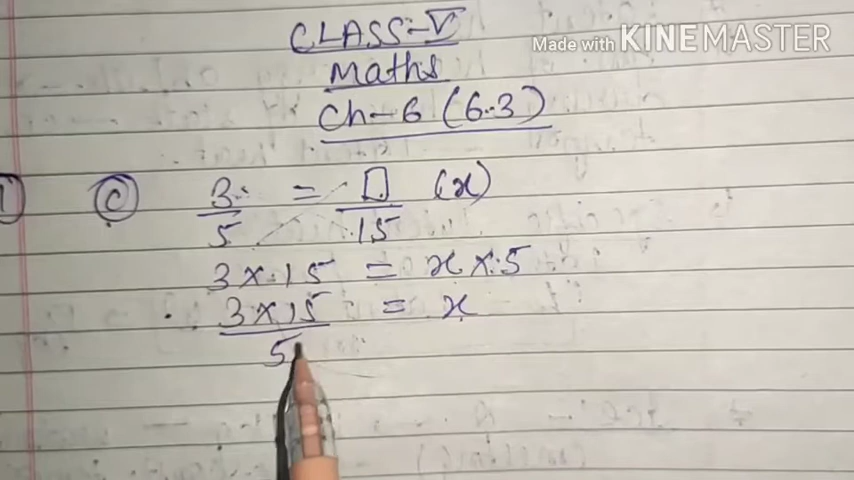 CLASS-V
Made with KINEMASTER
Maths
Ch-6 (6.3)
1 (c) 3/5 = □/15 (x)
3 × 15 = x × 5
3 × 15 / 5 = x